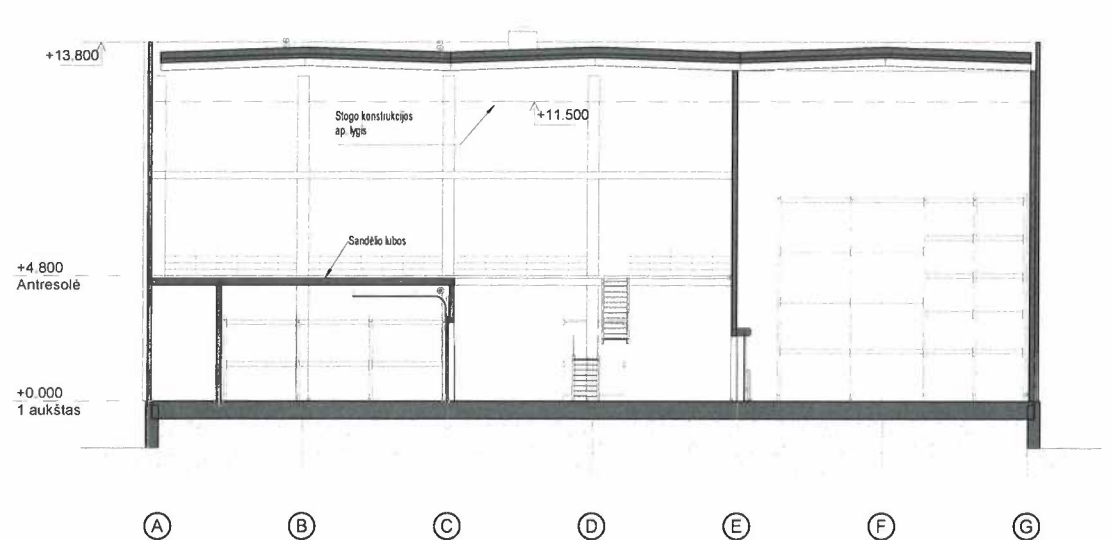 +13.800
Stogo konstrukcijos
ap. lygis
+11.500
Sandėlio lubos
+4.800
Antresolė
+0.000
1 aukštas
A
B
C
D
E
F
G